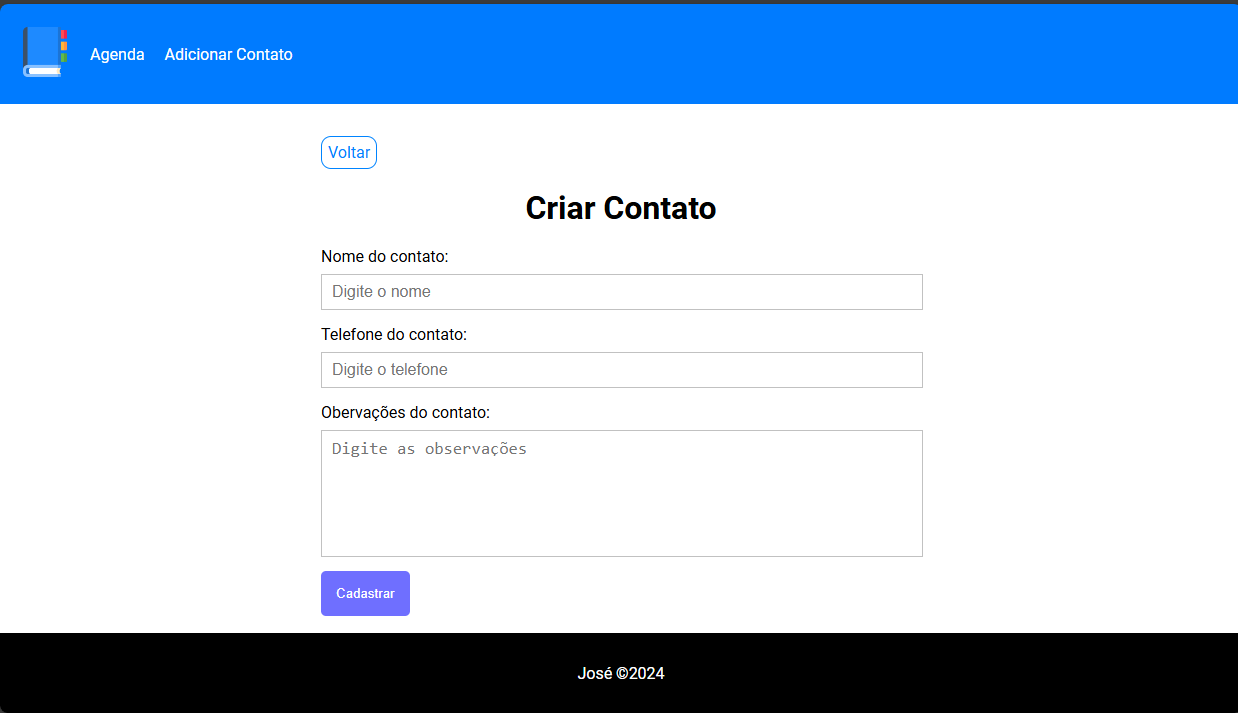 Agenda Adicionar Contato
Voltar
Criar Contato
Nome do contato:
Digite o nome
Telefone do contato:
Digite o telefone
Obervações do contato:
Digite as observações
Cadastrar
José ©2024